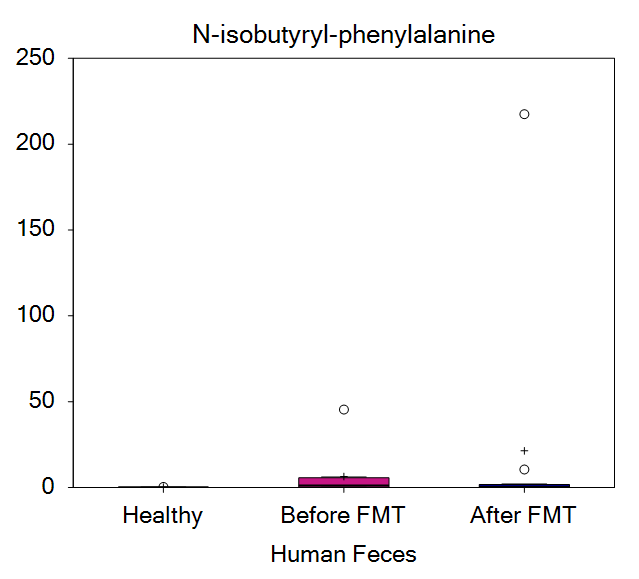 N-isobutyryl-phenylalanine
250
200
150
100
50
0
Healthy Before FMT After FMT
Human Feces